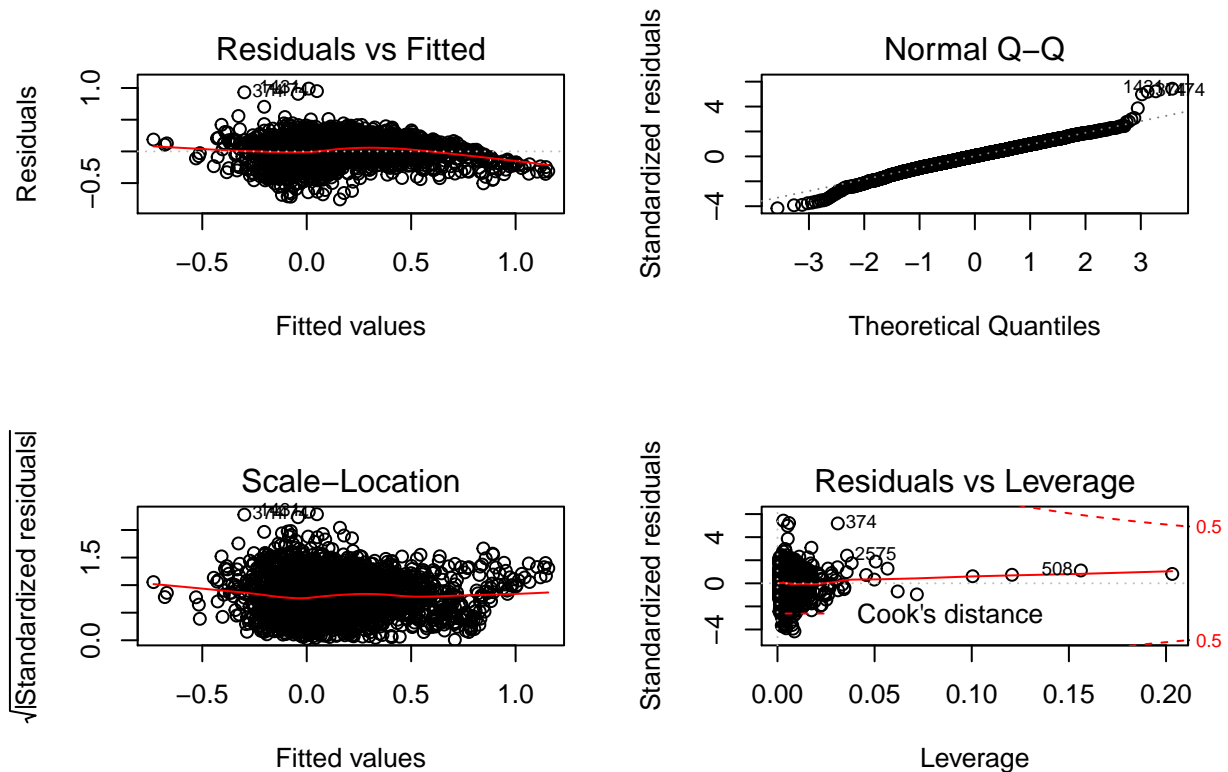 Residuals vs Fitted
Residuals
1.0
−0.5
−0.5 0.0 0.5 1.0
Fitted values
374
Normal Q−Q
Standardized residuals
4
0
−4
−3 −2 −1 0 1 2 3
Theoretical Quantiles
Scale−Location
√|Standardized residuals|
1.5
0.0
−0.5 0.0 0.5 1.0
Fitted values
374
Residuals vs Leverage
Standardized residuals
4
0
−4
0.00 0.05 0.10 0.15 0.20
Leverage
Cook's distance
0.5
0.5
374
2575
508